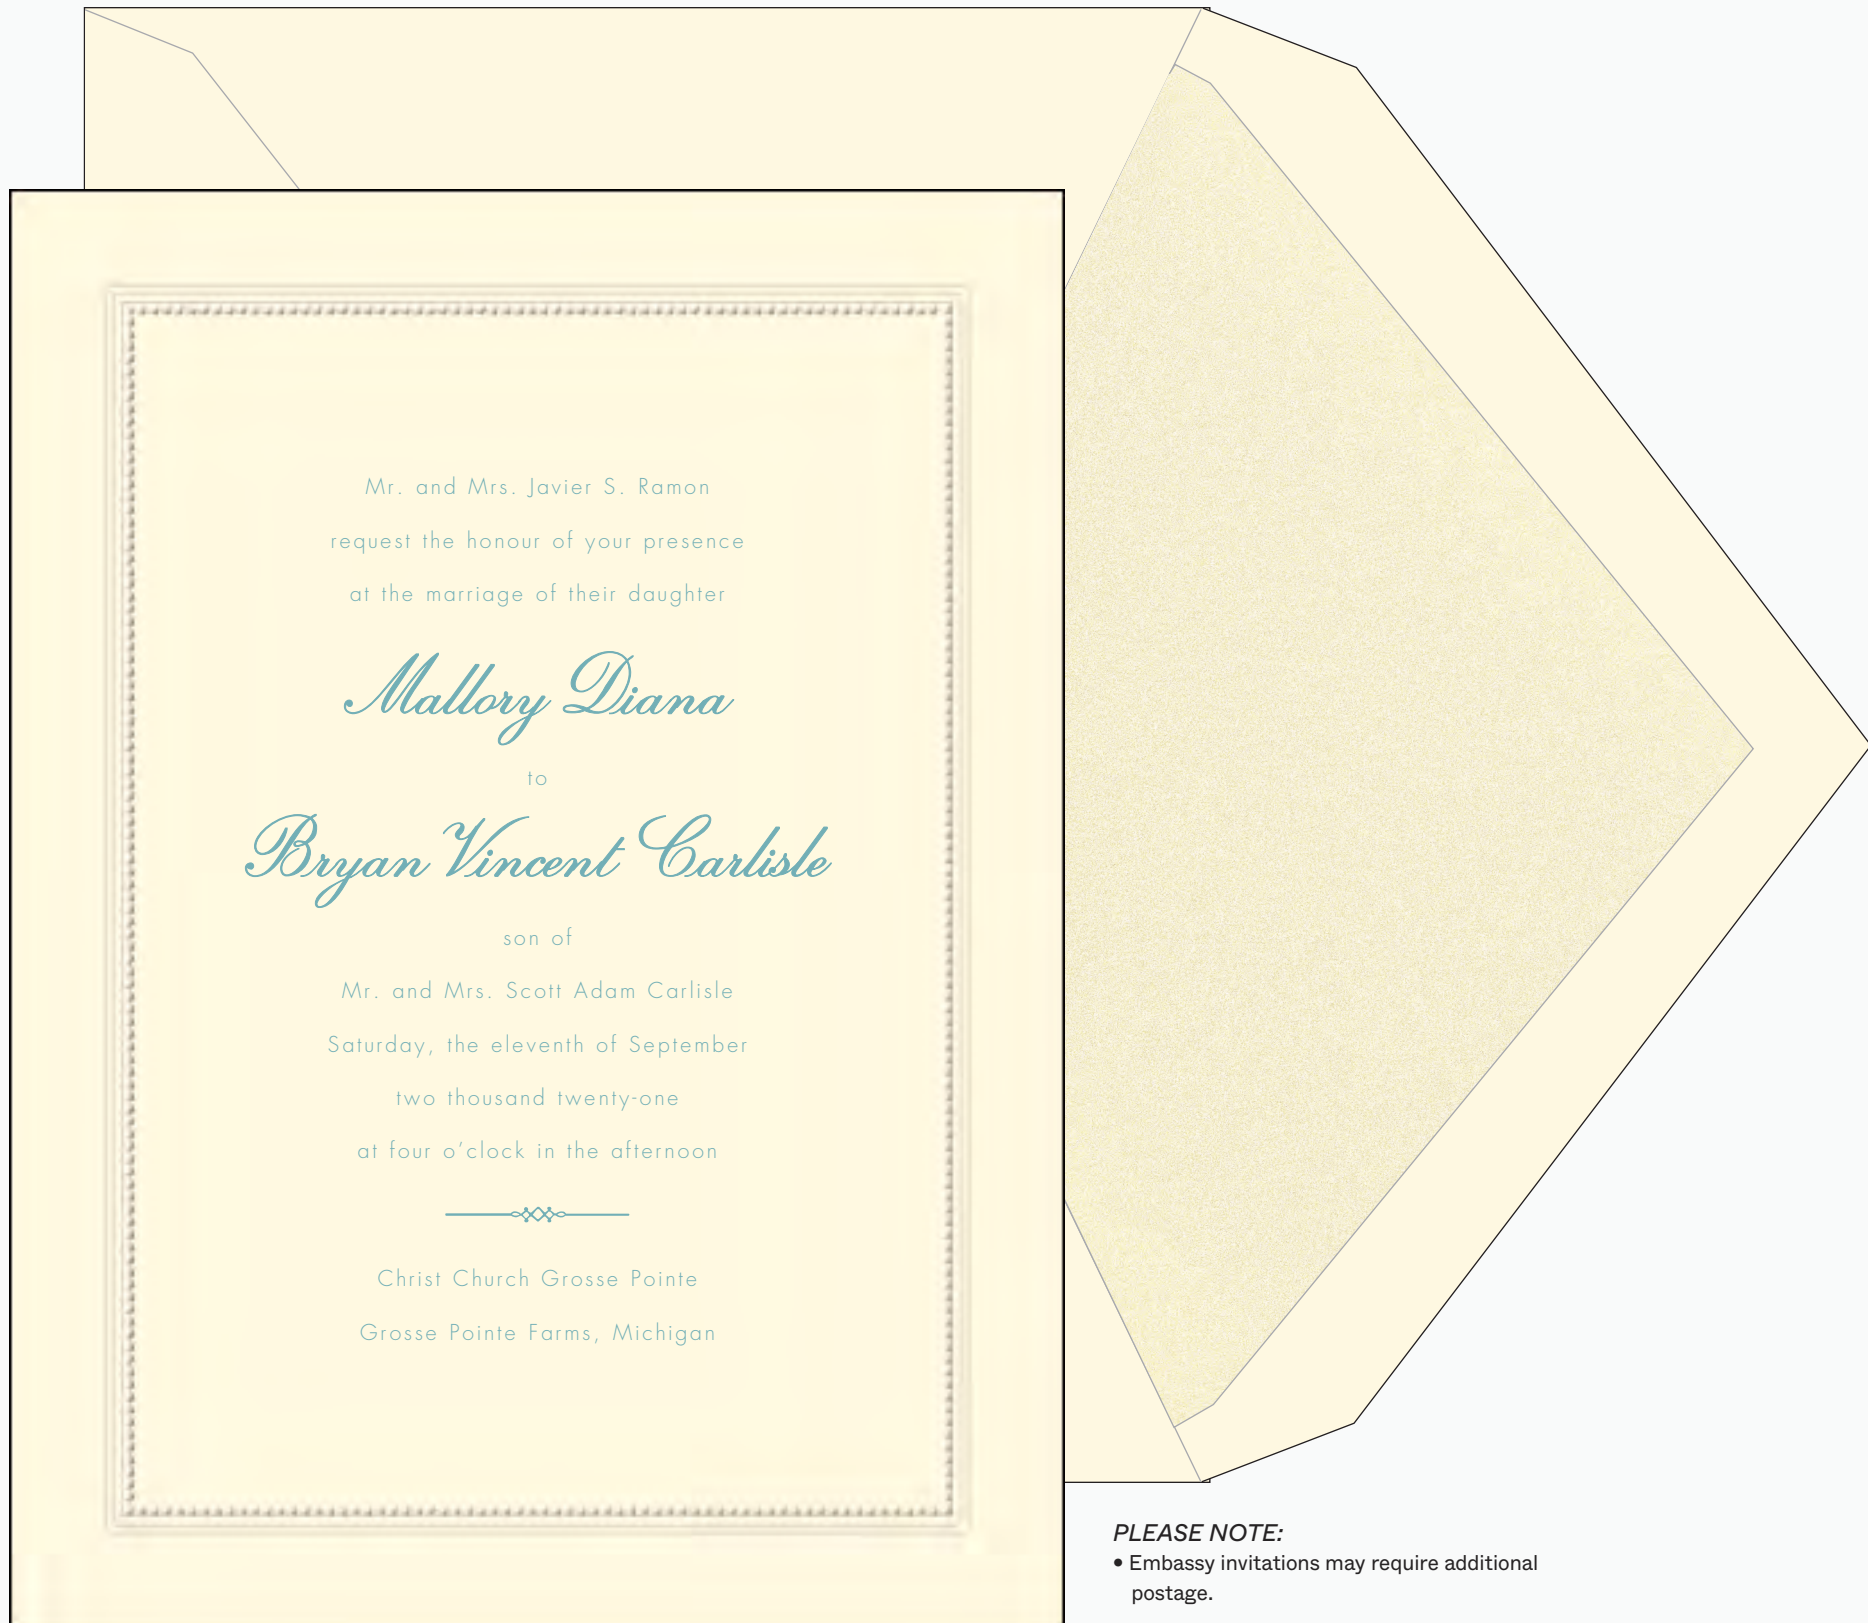 Mr. and Mrs. Javier S. Ramon
request the honour of your presence
at the marriage of their daughter
Mallory Diana
to
Bryan Vincent Carlisle
son of
Mr. and Mrs. Scott Adam Carlisle
Saturday, the eleventh of September
two thousand twenty-one
at four o’clock in the afternoon
Christ Church Grosse Pointe
Grosse Pointe Farms, Michigan
PLEASE NOTE:
• Embassy invitations may require additional
postage.